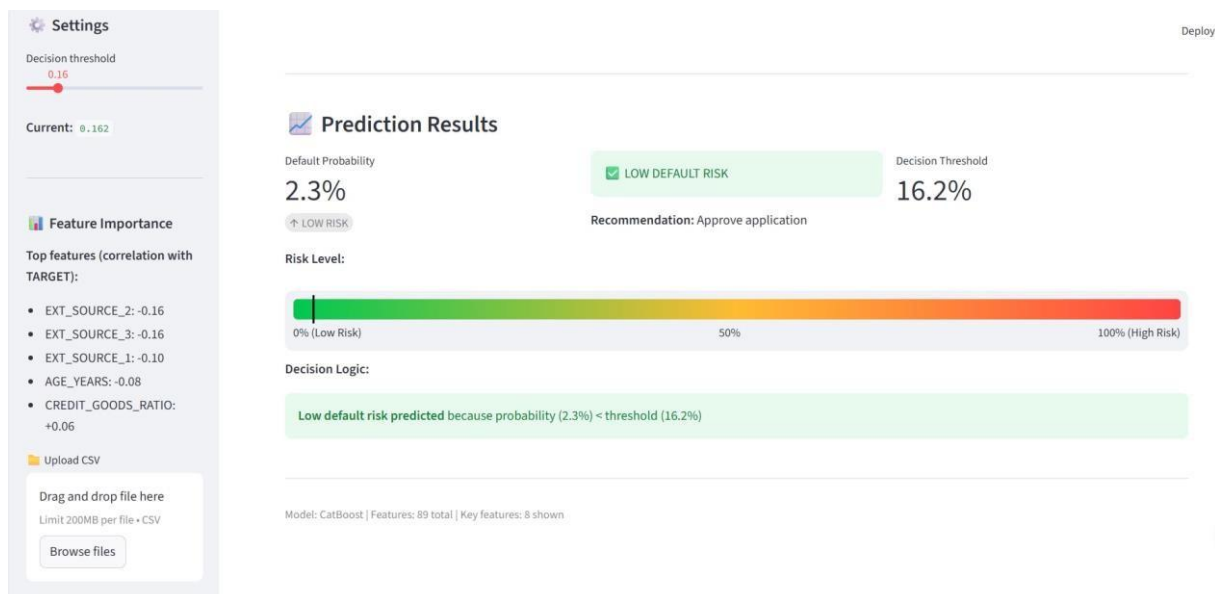 Settings
Decision threshold
0.16
Current: 0.162
Feature Importance
Top features (correlation with
TARGET):
EXT_SOURCE_2: -0.16
EXT_SOURCE_3: -0.16
EXT_SOURCE_1: -0.10
AGE_YEARS: -0.08
CREDIT_GOODS_RATIO:
+0.06
Upload CSV
Drag and drop file here
Limit 200MB per file • CSV
Browse files
Deploy
Prediction Results
Default Probability
2.3%
↑ LOW RISK
LOW DEFAULT RISK
Recommendation: Approve application
Decision Threshold
16.2%
Risk Level:
0% (Low Risk) 50% 100% (High Risk)
Decision Logic:
Low default risk predicted because probability (2.3%) < threshold (16.2%)
Model: CatBoost | Features: 89 total | Key features: 8 shown